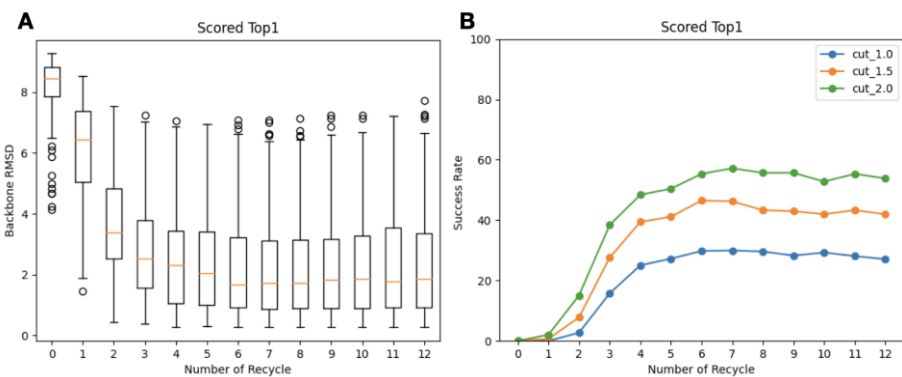 A
Scored Top1
Backbone RMSD
8
6
4
2
0
0 1 2 3 4 5 6 7 8 9 10 11 12
Number of Recycle
B
Scored Top1
Success Rate
100
80
60
40
20
0
cut_1.0
cut_1.5
cut_2.0
0 1 2 3 4 5 6 7 8 9 10 11 12
Number of Recycle